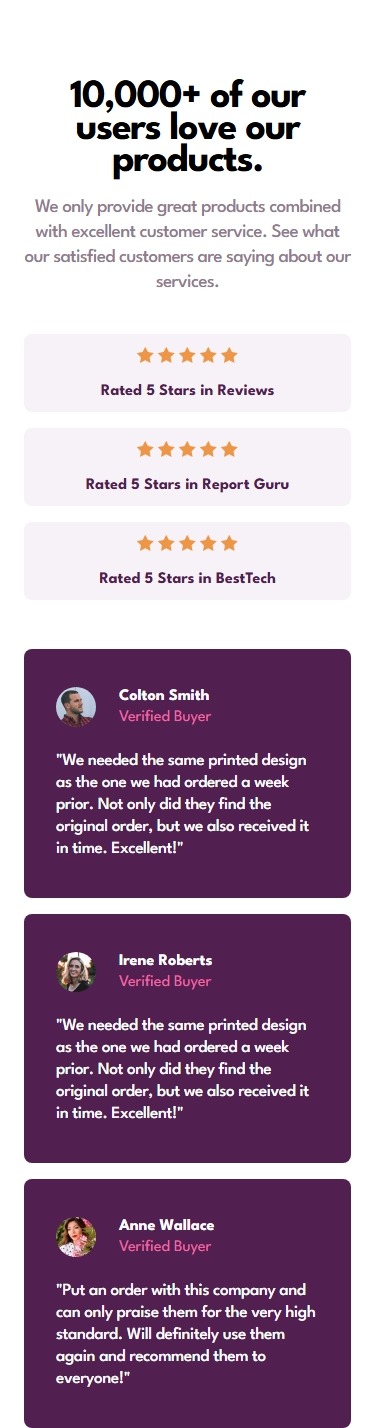 10,000+ of our
users love our
products.
We only provide great products combined
with excellent customer service. See what
our satisfied customers are saying about our
services.
Rated 5 Stars in Reviews
Rated 5 Stars in Report Guru
Rated 5 Stars in BestTech
Colton Smith
Verified Buyer
"We needed the same printed design
as the one we had ordered a week
prior. Not only did they find the
original order, but we also received it
in time. Excellent!"
Irene Roberts
Verified Buyer
"We needed the same printed design
as the one we had ordered a week
prior. Not only did they find the
original order, but we also received it
in time. Excellent!"
Anne Wallace
Verified Buyer
"Put an order with this company and
can only praise them for the very high
standard. Will definitely use them
again and recommend them to
everyone!"